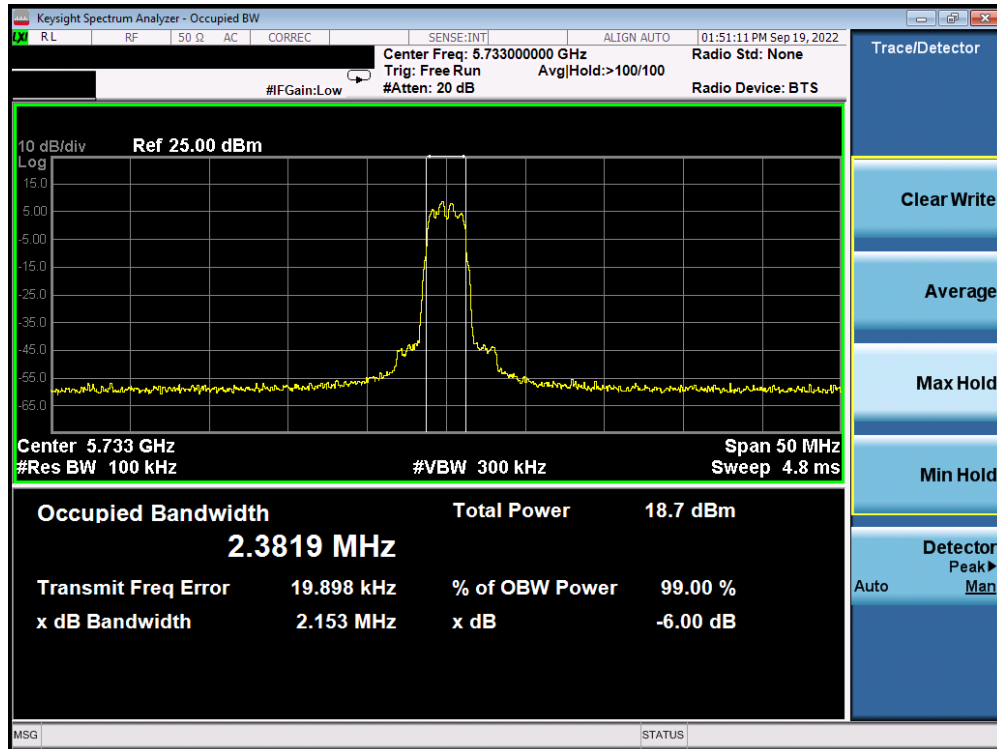 Keysight Spectrum Analyzer - Occupied BW
LXI RL RF 50 Ω AC CORREC SENSE:INT ALIGN AUTO 01:51:11 PM Sep 19, 2022
Center Freq: 5.733000000 GHz Radio Std: None
Trig: Free Run Avg|Hold:>100/100
#IFGain:Low #Atten: 20 dB Radio Device: BTS
Trace/Detector
10 dB/div Ref 25.00 dBm
Log
15.0
5.00
-5.00
-15.0
-25.0
-35.0
-45.0
-55.0
-65.0
Center 5.733 GHz Span 50 MHz
#Res BW 100 kHz #VBW 300 kHz Sweep 4.8 ms
Occupied Bandwidth Total Power 18.7 dBm
2.3819 MHz
Transmit Freq Error 19.898 kHz % of OBW Power 99.00 %
x dB Bandwidth 2.153 MHz x dB -6.00 dB
Clear Write
Average
Max Hold
Min Hold
Detector
Peak▶
Auto Man
MSG STATUS